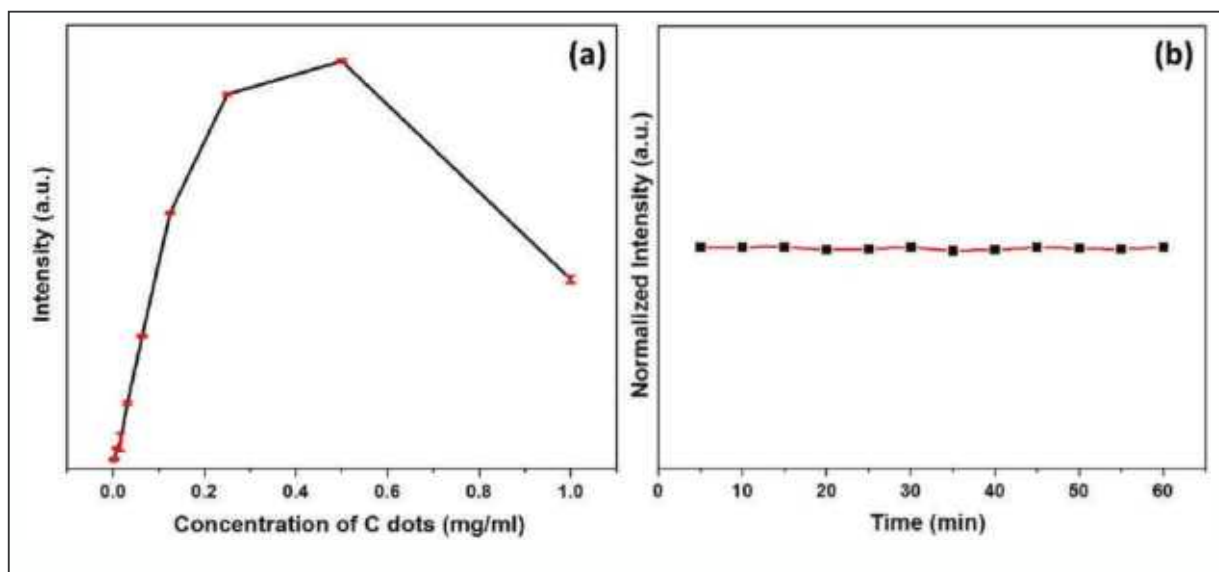 (a)
Intensity (a.u.)
0.0 0.2 0.4 0.6 0.8 1.0
Concentration of C dots (mg/ml)
(b)
Normalized Intensity (a.u.)
0 10 20 30 40 50 60
Time (min)